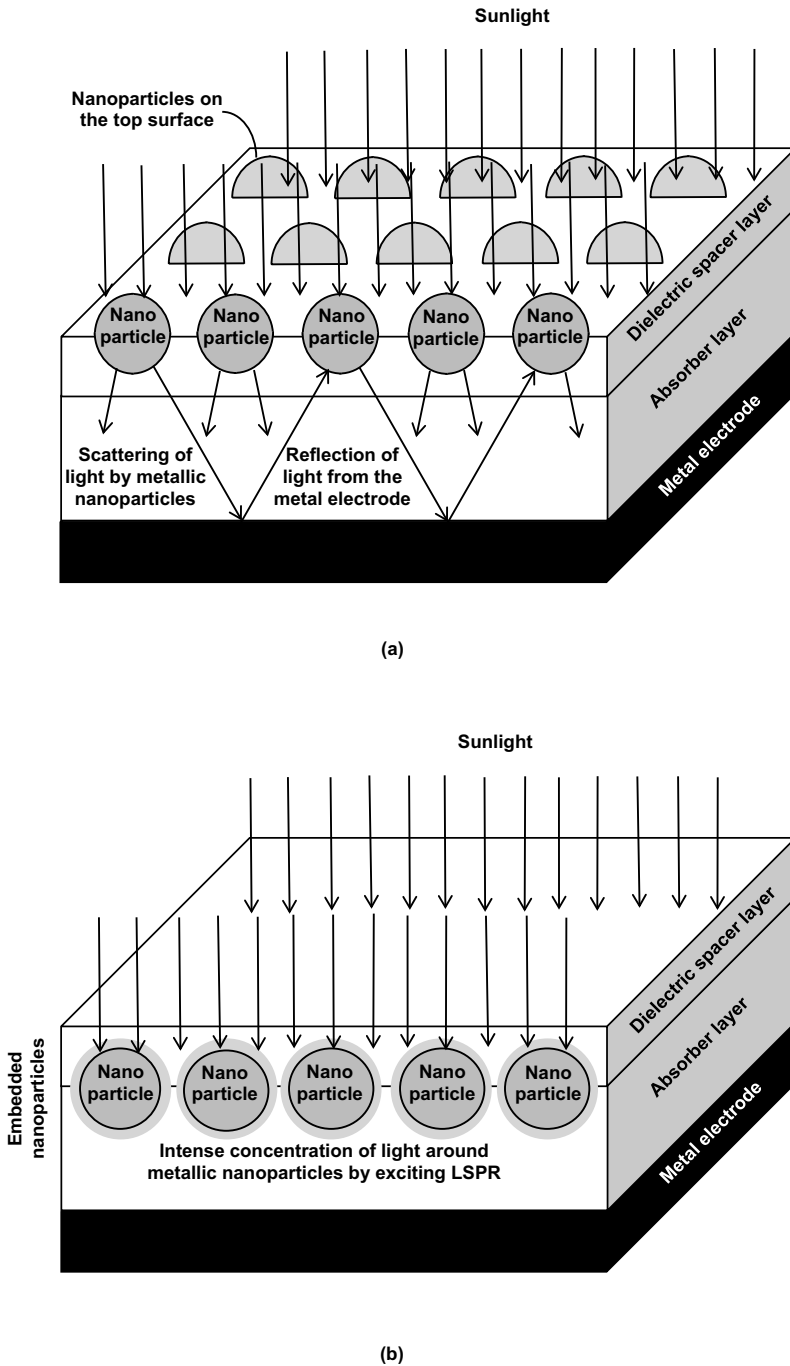 Sunlight
Nanoparticles on
the top surface
Dielectric spacer layer
Absorber layer
Metal electrode
Nano
particle
Nano
particle
Nano
particle
Nano
particle
Nano
particle
Scattering of
light by metallic
nanoparticles
Reflection of
light from the
metal electrode
(a)
Sunlight
Dielectric spacer layer
Absorber layer
Metal electrode
Embedded
nanoparticles
Nano
particle
Nano
particle
Nano
particle
Nano
particle
Nano
particle
Intense concentration of light around
metallic nanoparticles by exciting LSPR
(b)